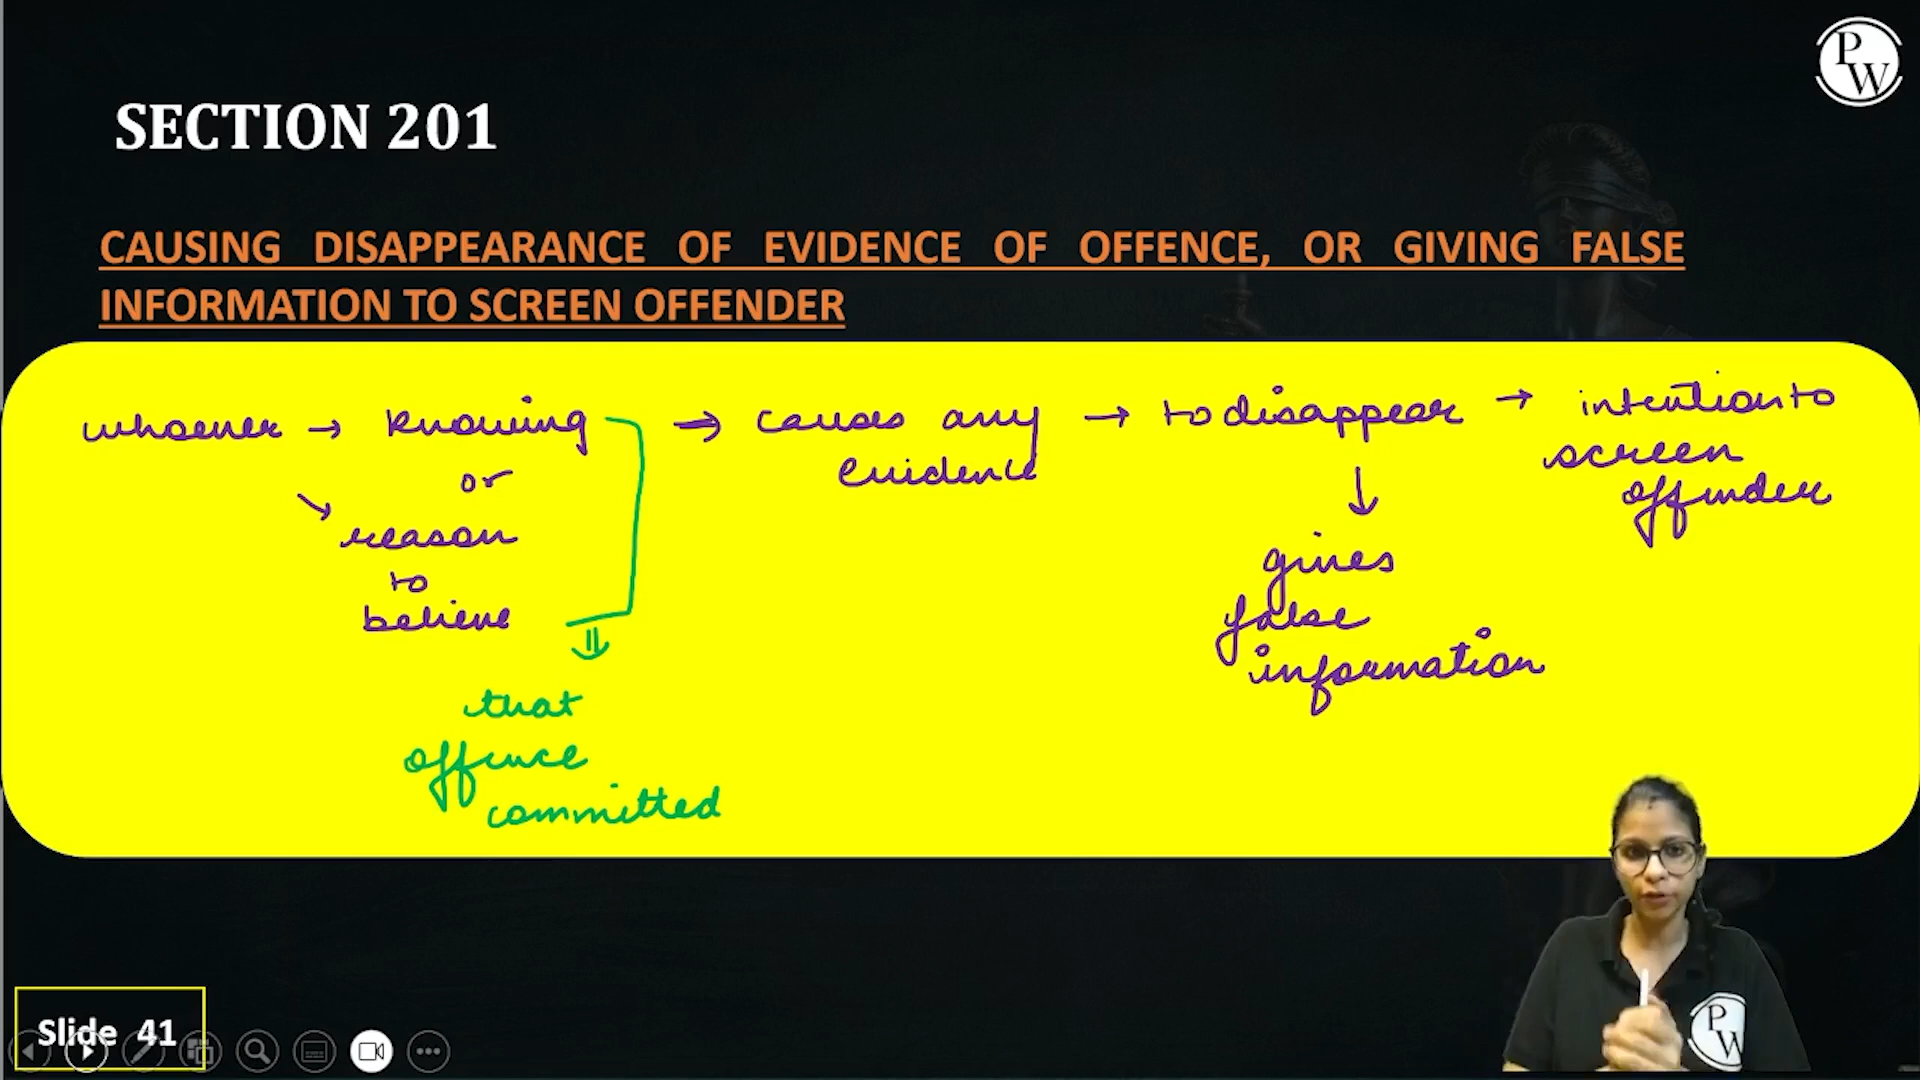 PW
SECTION 201
CAUSING DISAPPEARANCE OF EVIDENCE OF OFFENCE, OR GIVING FALSE
INFORMATION TO SCREEN OFFENDER
whoever → knowing → causes any → to disappear → intention to
or evidence screen
reason offender
to gives
believe false
information
that
offence
committed
PW
Slide 41